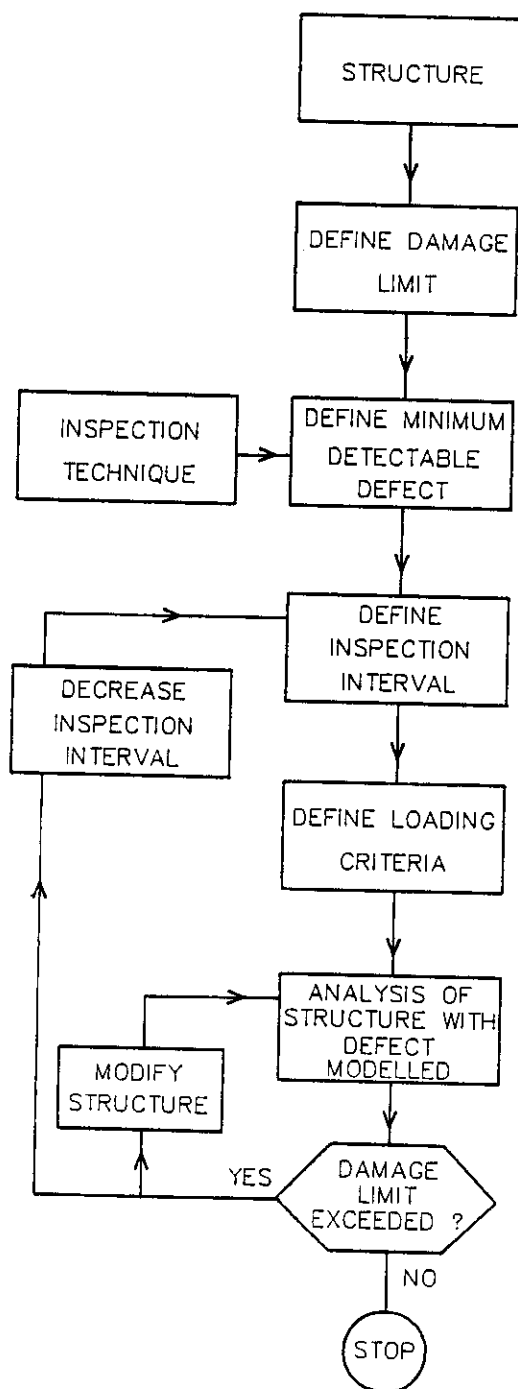 STRUCTURE
DEFINE DAMAGE
LIMIT
INSPECTION
TECHNIQUE
DEFINE MINIMUM
DETECTABLE
DEFECT
DEFINE
INSPECTION
INTERVAL
DECREASE
INSPECTION
INTERVAL
DEFINE LOADING
CRITERIA
ANALYSIS OF
STRUCTURE WITH
DEFECT
MODELLED
MODIFY
STRUCTURE
YES
DAMAGE
LIMIT
EXCEEDED ?
NO
STOP